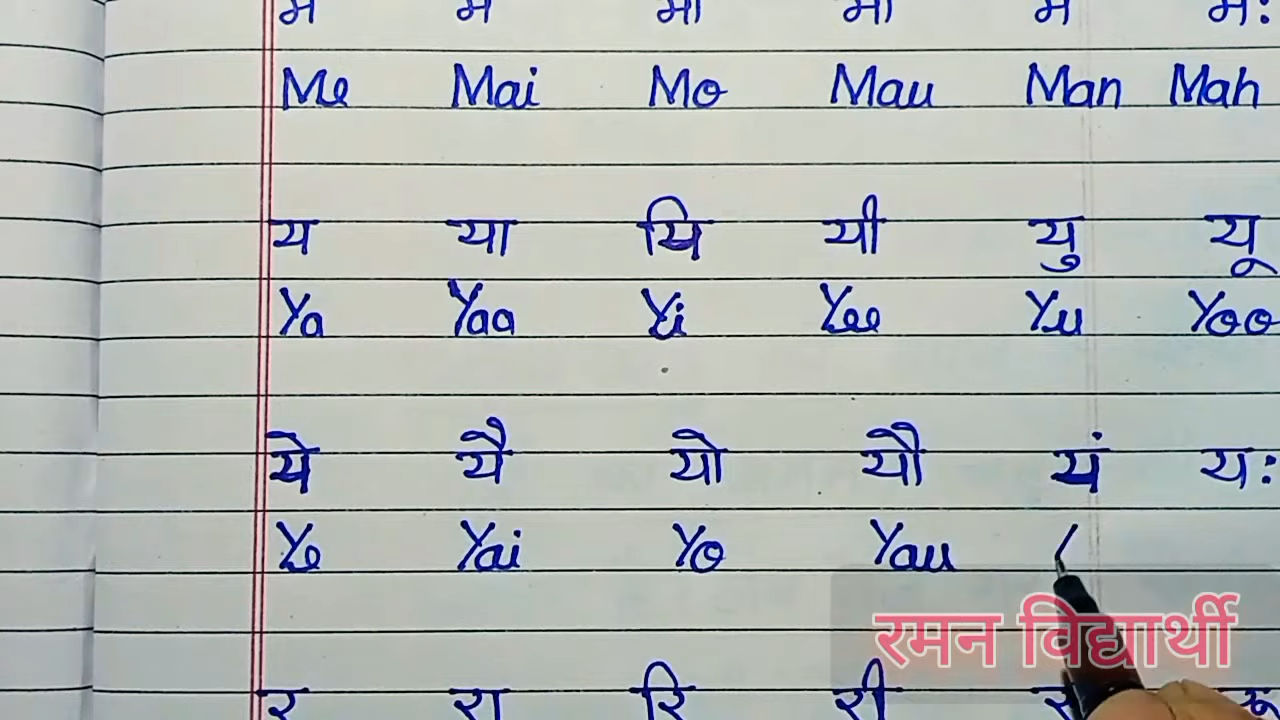 मे मै मो मौ मं मः
Me Mai Mo Mau Man Mah
य या यि यी यु यू
Ya Yaa Yi Yee Yu Yoo
ये यै यो यौ यं यः
Ye Yai Yo Yau
रमन विद्यार्थी
र रा रि री रु रू